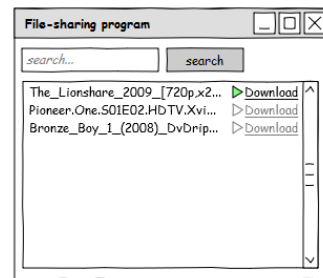 File-sharing program
search... search
The_Lionshare_2009_[720p,x2... Download
Pioneer.One.S01E02.HDTV.Xvi... Download
Bronze_Boy_1_(2008)_DvDrip... Download